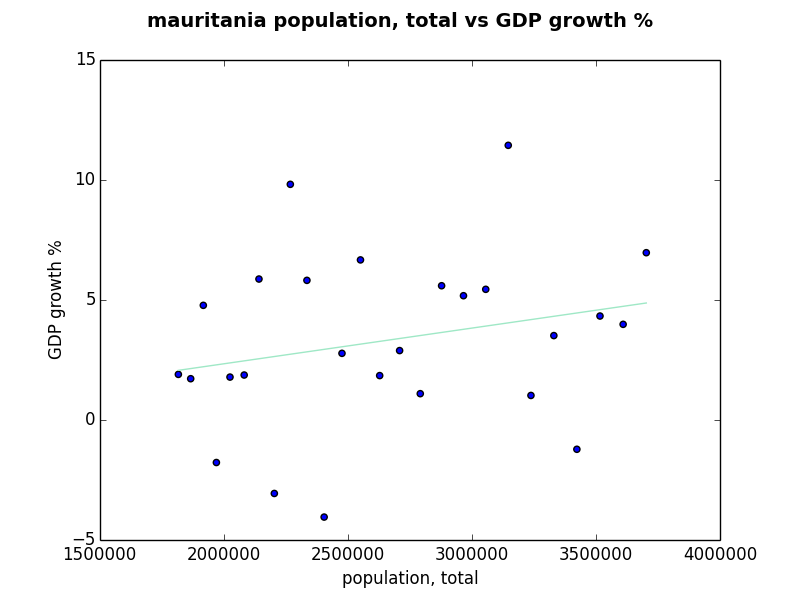 mauritania population, total vs GDP growth %
15
10
5
0
−5
GDP growth %
1500000 2000000 2500000 3000000 3500000 4000000
population, total